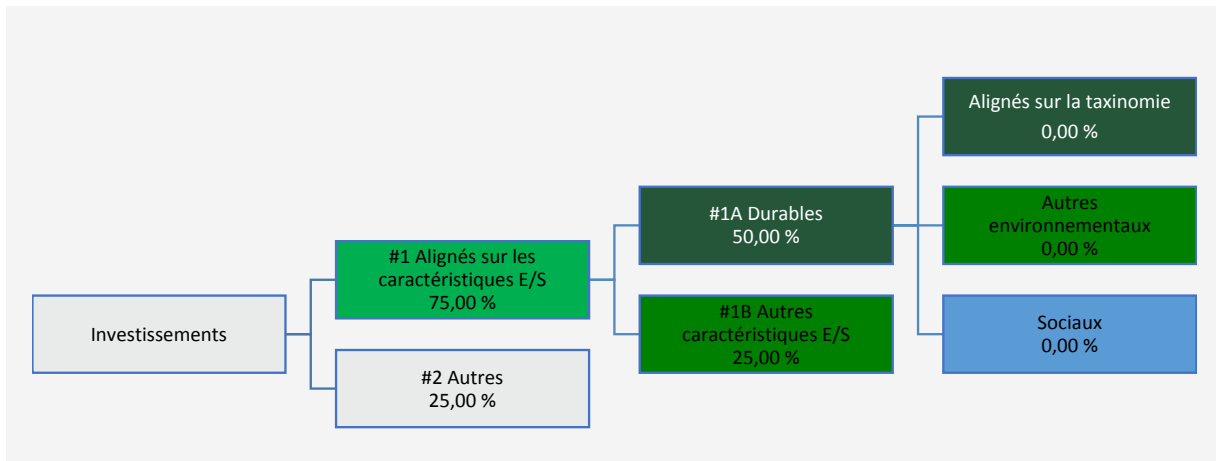 Investissements
#1 Alignés sur les
caractéristiques E/S
75,00 %
#2 Autres
25,00 %
#1A Durables
50,00 %
#1B Autres
caractéristiques E/S
25,00 %
Alignés sur la taxinomie
0,00 %
Autres
environnementaux
0,00 %
Sociaux
0,00 %